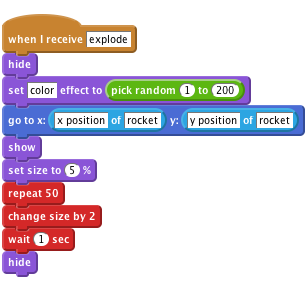 when I receive explode
hide
set color effect to pick random 1 to 200
go to x: x position of rocket y: y position of rocket
show
set size to 5 %
repeat 50
change size by 2
wait 1 sec
hide